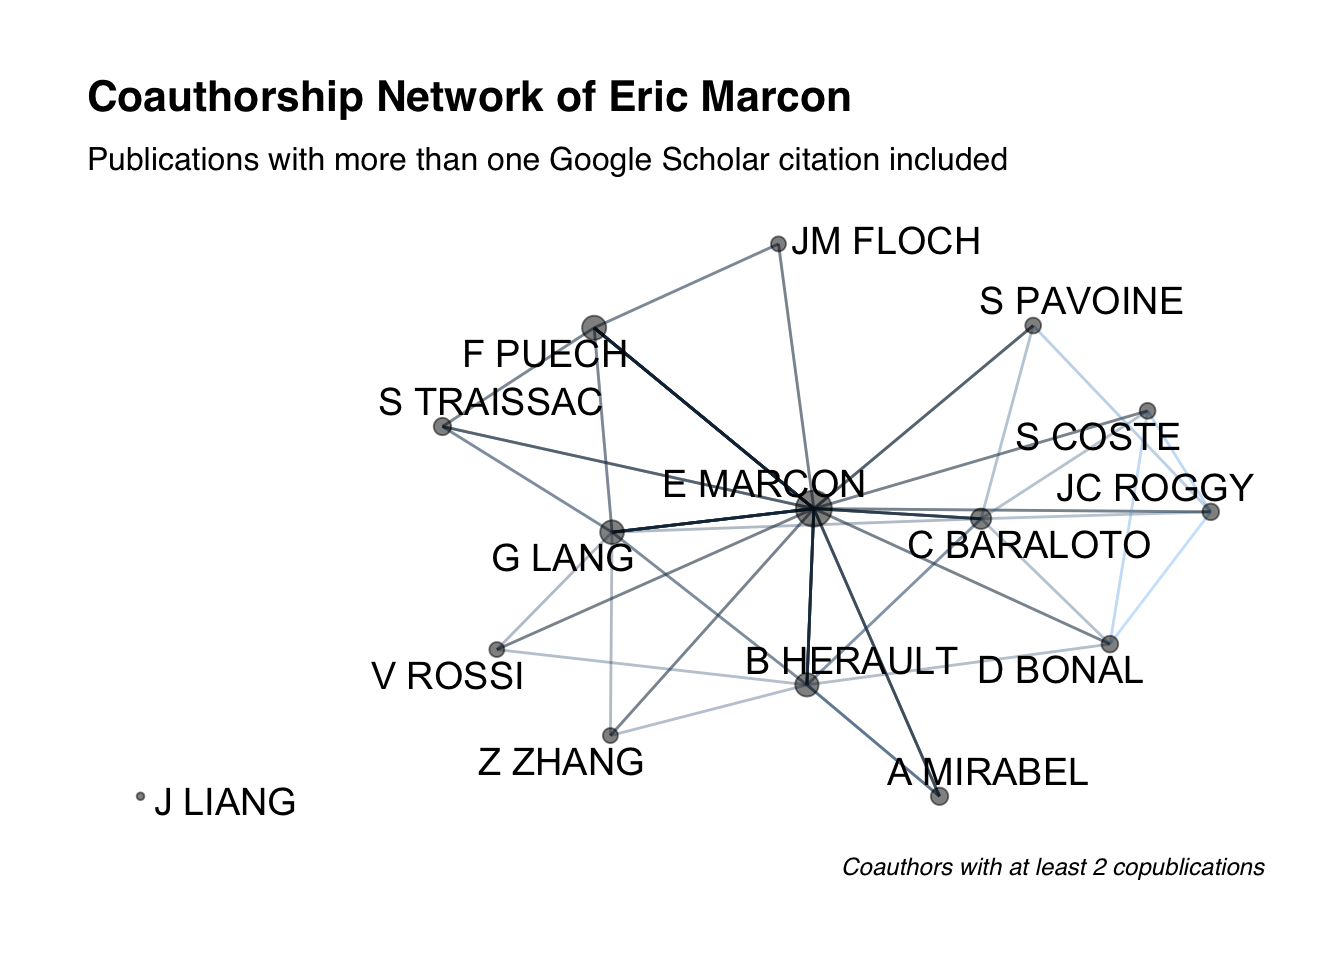 Coauthorship Network of Eric Marcon
Publications with more than one Google Scholar citation included
JM FLOCH
S PAVOINE
F PUECH
S TRAISSAC
S COSTE
E MARCON
JC ROGGY
C BARALOTO
G LANG
B HERAULT
D BONAL
V ROSSI
Z ZHANG
A MIRABEL
J LIANG
Coauthors with at least 2 copublications